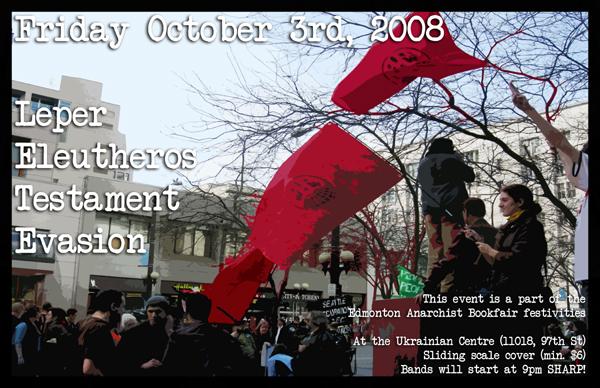 Friday October 3rd, 2008
Leper
Eleutheros
Testament
Evasion
SEATTLE
This event is a part of the
Edmonton Anarchist Bookfair festivities
At the Ukrainian Centre (11018, 97th St)
Sliding scale cover (min. $6)
Bands will start at 9pm SHARP!